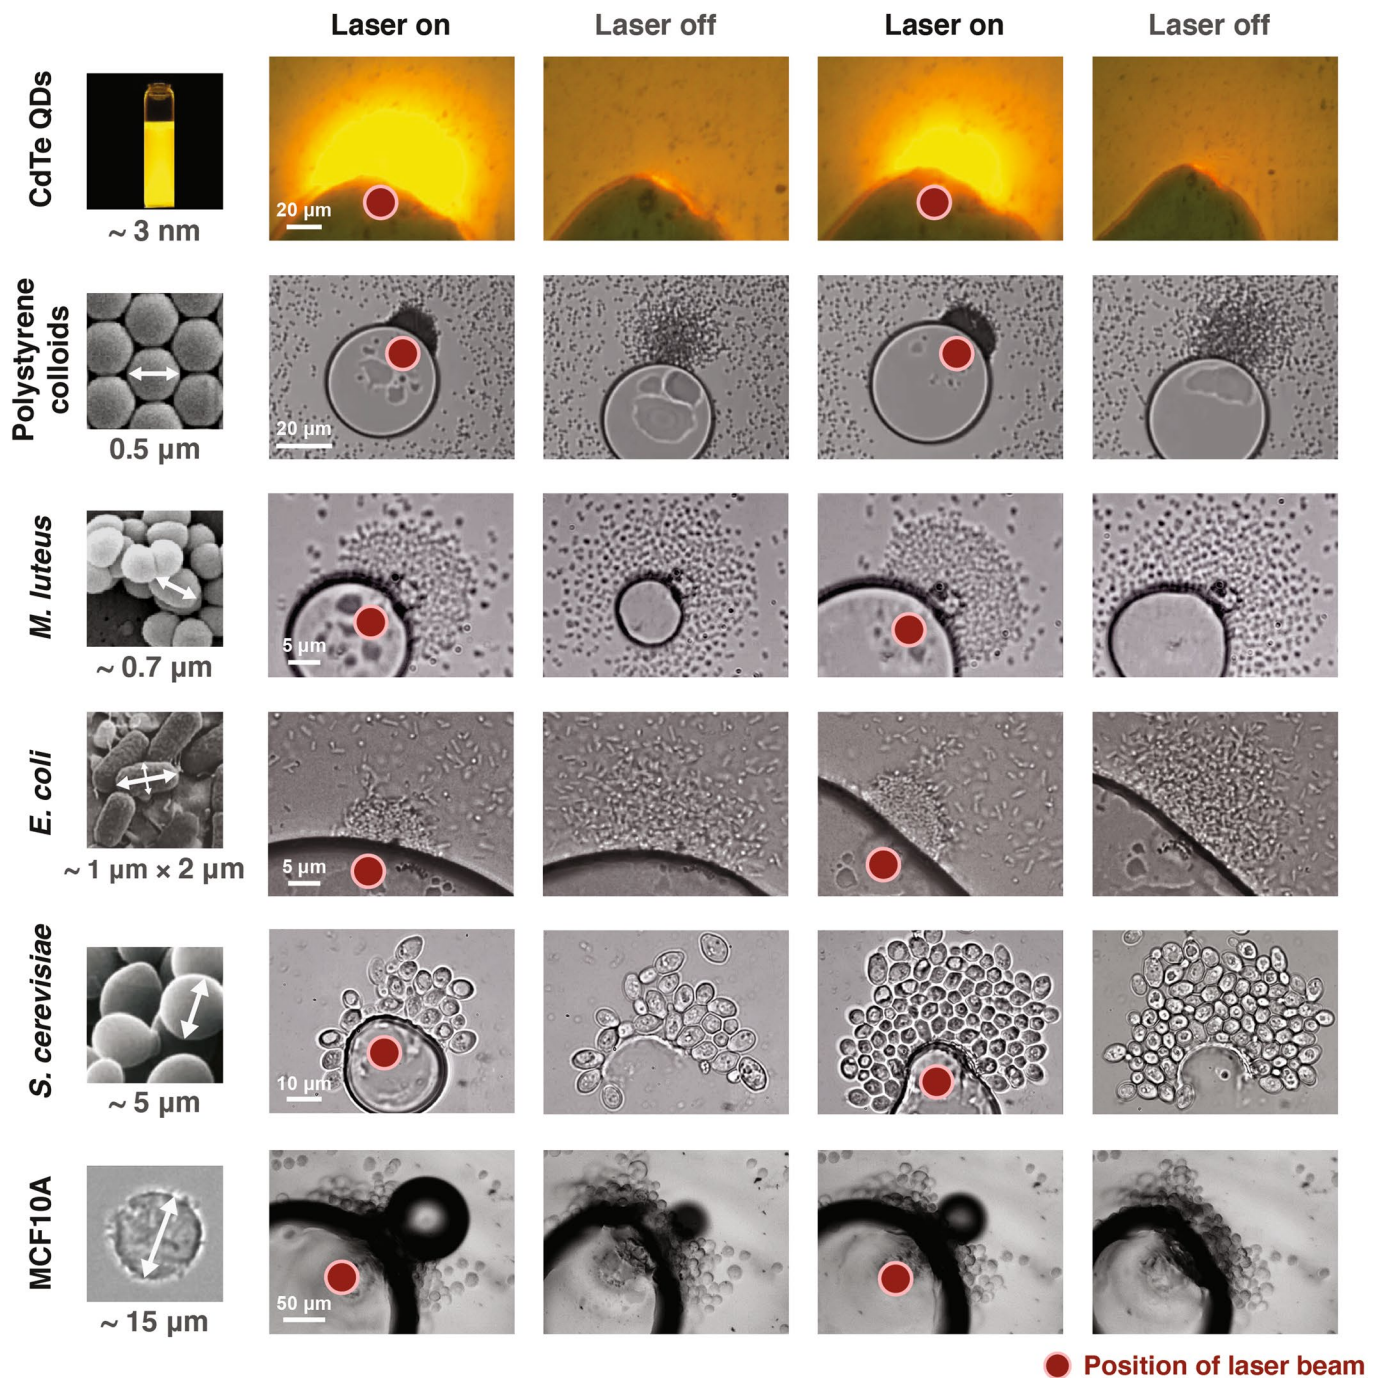 Laser on
Laser off
Laser on
Laser off
CdTe QDs
~ 3 nm
20 µm
Polystyrene
colloids
0.5 µm
20 µm
M. luteus
~ 0.7 µm
5 µm
E. coli
~ 1 µm × 2 µm
5 µm
S. cerevisiae
~ 5 µm
10 µm
MCF10A
~ 15 µm
50 µm
Position of laser beam